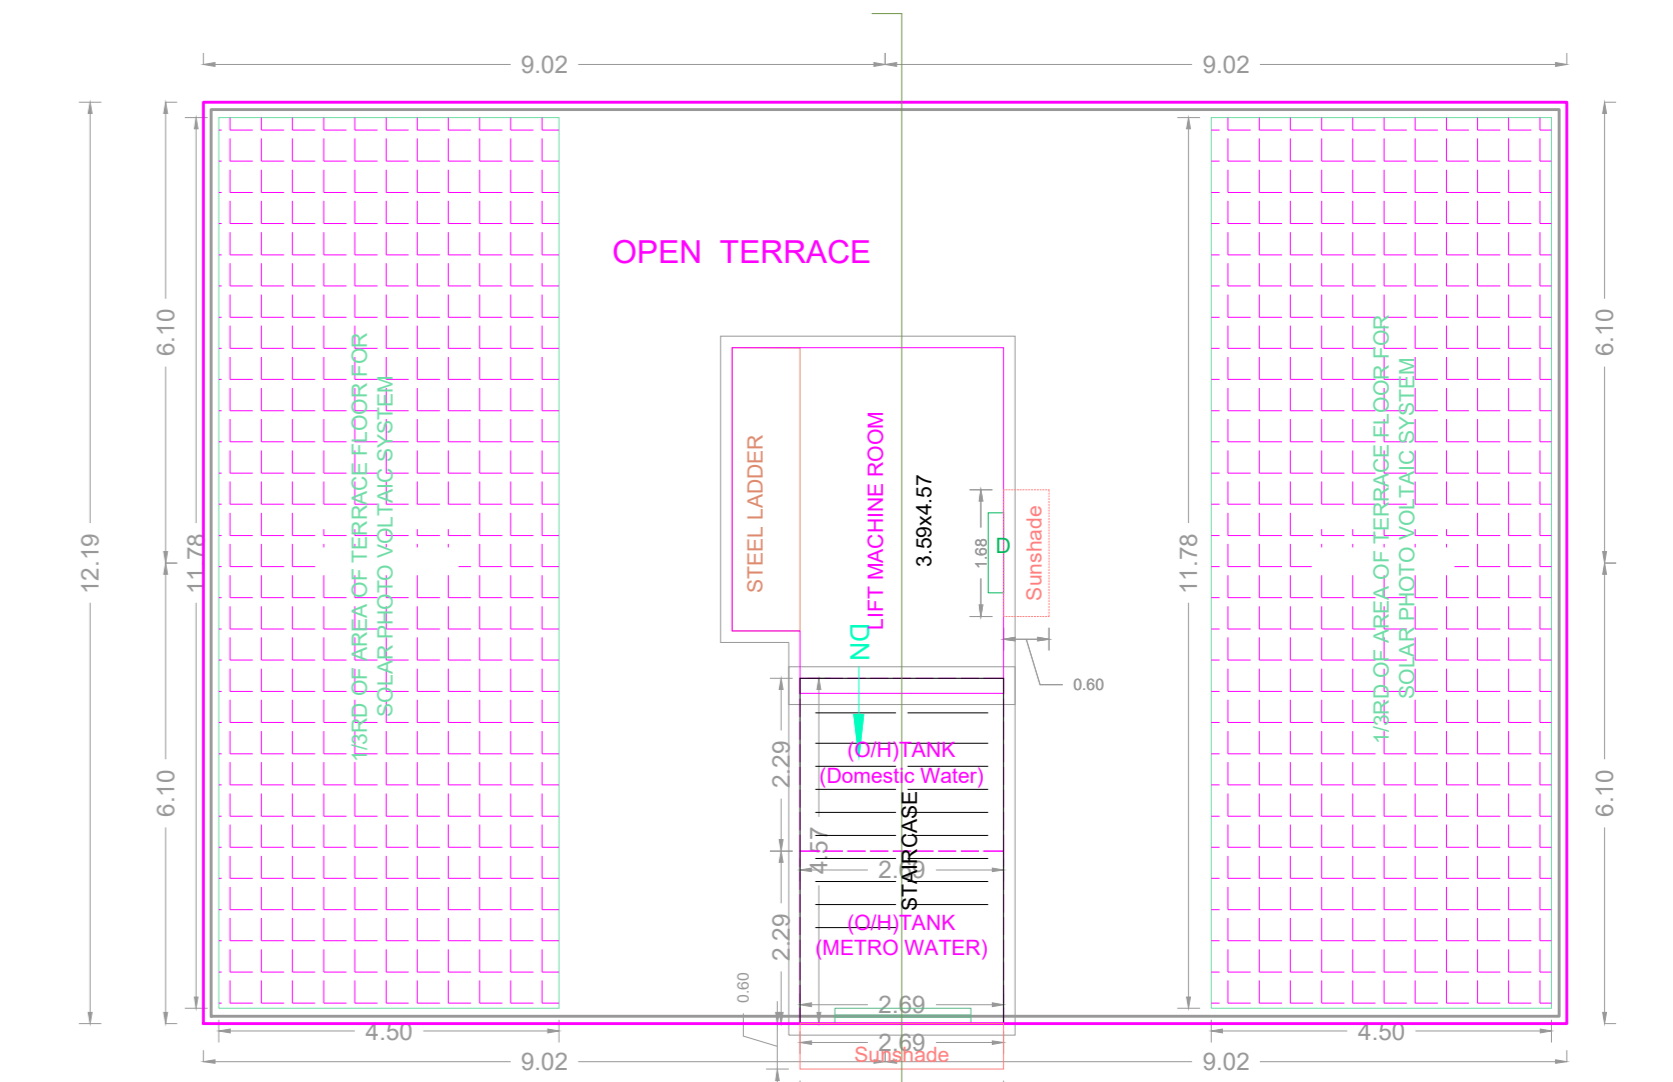 9.02
9.02
OPEN  TERRACE
12.19
6.10
6.10
11.78
1/3RD OF AREA OF TERRACE FLOOR FOR
SOLAR PHOTO VOLTAIC SYSTEM
STEEL LADDER
LIFT MACHINE ROOM
3.59x4.57
1.68
D
Sunshade
0.60
11.78
1/3RD OF AREA OF TERRACE FLOOR FOR
SOLAR PHOTO VOLTAIC SYSTEM
6.10
6.10
DN
2.29
(O/H)TANK
(Domestic Water)
STAIRCASE
4.57
2.69
2.29
(O/H)TANK
(METRO WATER)
0.60
2.69
4.50
2.69
Sunshade
4.50
9.02
9.02